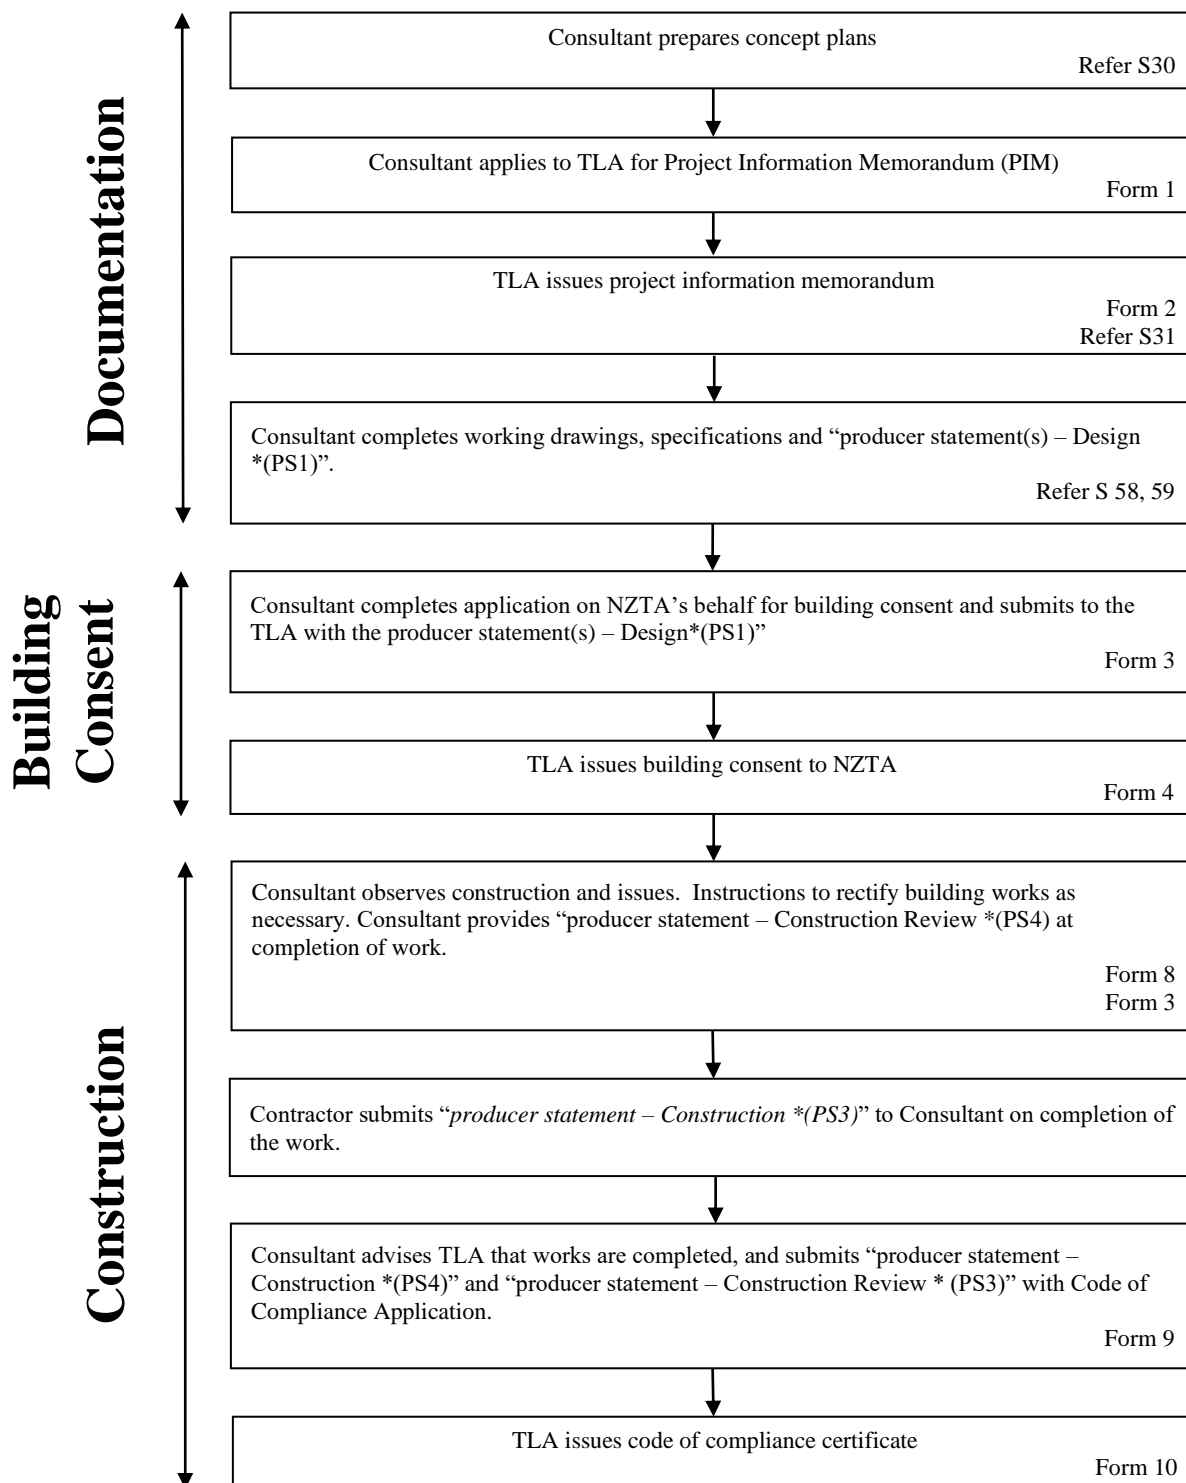 Documentation
Consultant prepares concept plans
Refer S30
Consultant applies to TLA for Project Information Memorandum (PIM)
Form 1
TLA issues project information memorandum
Form 2
Refer S31
Consultant completes working drawings, specifications and “producer statement(s) – Design
*(PS1)”.
Refer S 58, 59
Building
Consent
Consultant completes application on NZTA’s behalf for building consent and submits to the
TLA with the producer statement(s) – Design*(PS1)”
Form 3
TLA issues building consent to NZTA
Form 4
Construction
Consultant observes construction and issues.  Instructions to rectify building works as
necessary. Consultant provides “producer statement – Construction Review *(PS4) at
completion of work.
Form 8
Form 3
Contractor submits “producer statement – Construction *(PS3)” to Consultant on completion of
the work.
Consultant advises TLA that works are completed, and submits “producer statement –
Construction *(PS4)” and “producer statement – Construction Review * (PS3)” with Code of
Compliance Application.
Form 9
TLA issues code of compliance certificate
Form 10